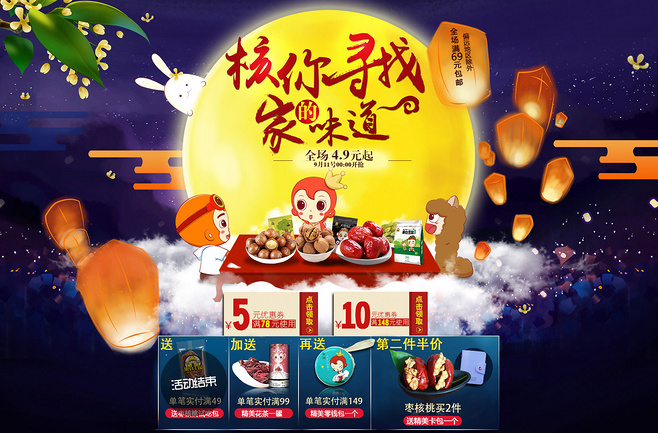 核你寻找
家的味道
全场 4.9元起
9月11号00:00开抢
偏远地区除外
全场满69元包邮
¥5 元优惠券
满78元使用
点击领取
¥10 元优惠券
满148元使用
点击领取
送
活动结束
单笔实付满49
加送
单笔实付满99
精美花茶一罐
再送
单笔实付满149
精美零钱包一个
第二件半价
枣核桃买2件
送精美卡包一个